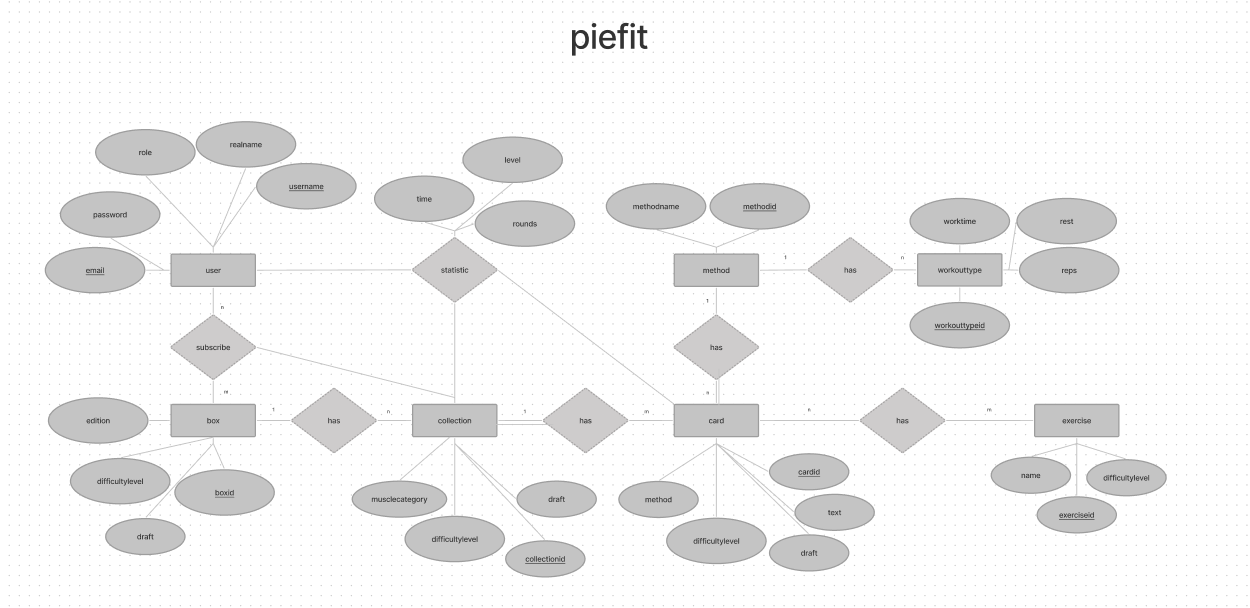 piefit
role
realname
username
password
email
user
time
level
rounds
statistic
methodname
methodid
method
1
has
n
worktime
rest
reps
workouttype
workouttypeid
n
subscribe
m
1
has
n
edition
box
1
has
n
collection
1
has
m
card
n
has
m
exercise
difficultylevel
boxid
draft
musclecategory
draft
difficultylevel
collectionid
method
cardid
text
difficultylevel
draft
name
difficultylevel
exerciseid